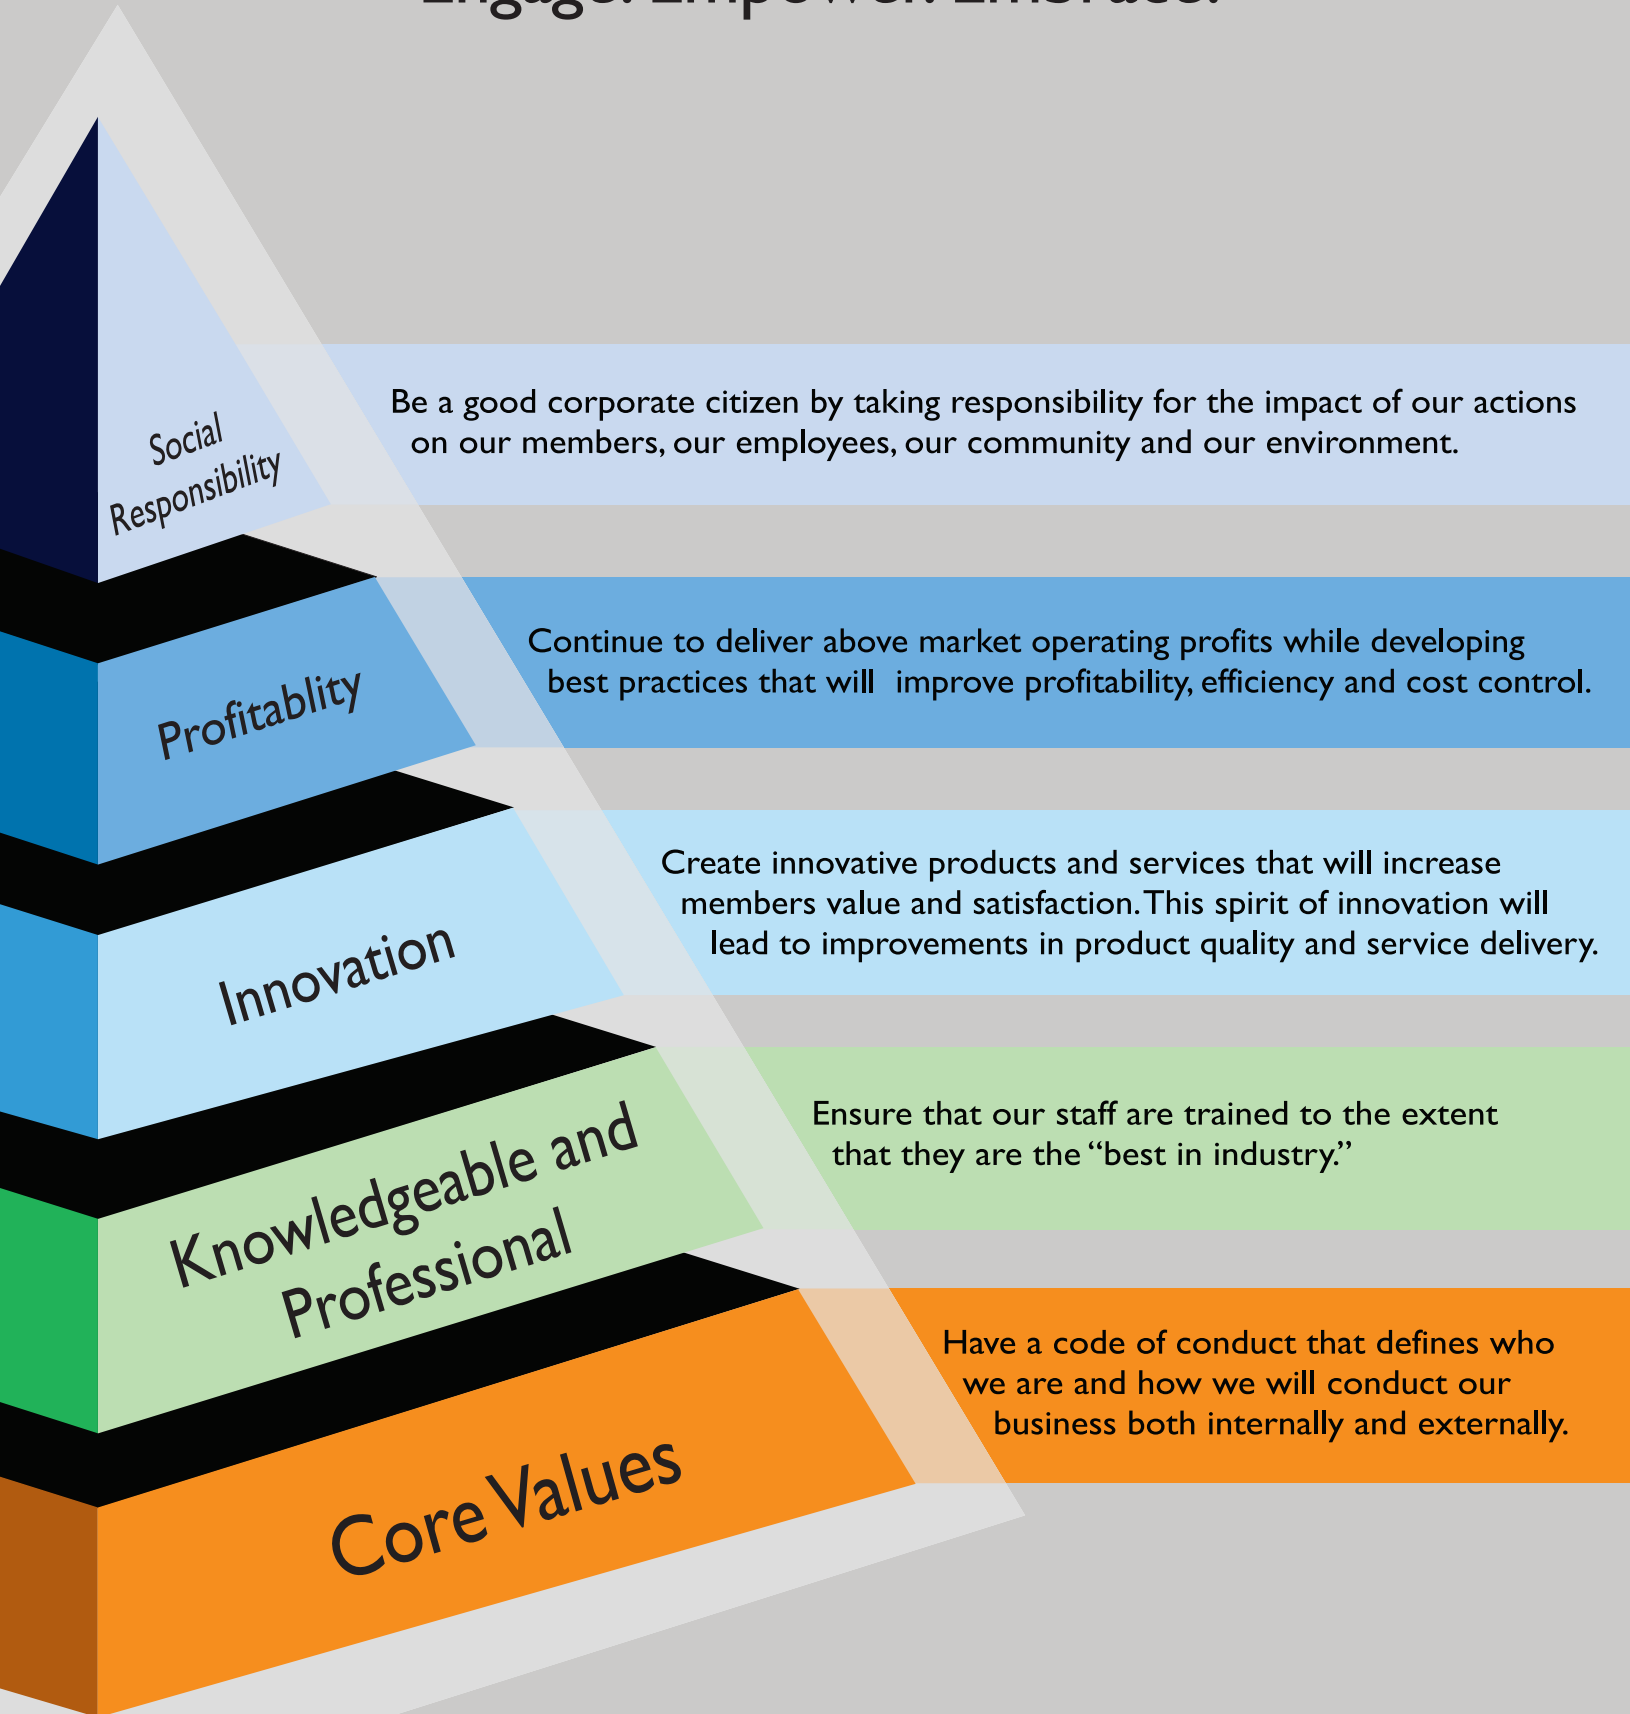 Engage. Empower. Embrace.
Social
Responsibility
Be a good corporate citizen by taking responsibility for the impact of our actions
on our members, our employees, our community and our environment.
Profitablity
Continue to deliver above market operating profits while developing
best practices that will improve profitability, efficiency and cost control.
Innovation
Create innovative products and services that will increase
members value and satisfaction. This spirit of innovation will
lead to improvements in product quality and service delivery.
Knowledgeable and
Professional
Ensure that our staff are trained to the extent
that they are the “best in industry.”
Core Values
Have a code of conduct that defines who
we are and how we will conduct our
business both internally and externally.